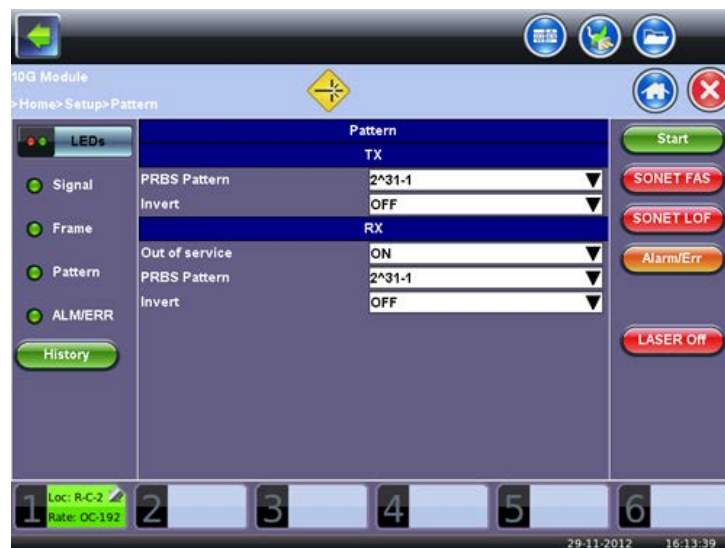 10G Module
>Home>Setup>Pattern
LEDs
Signal
Frame
Pattern
ALM/ERR
History
Pattern
TX
PRBS Pattern 2^31-1
Invert OFF
RX
Out of service ON
PRBS Pattern 2^31-1
Invert OFF
Start
SONET FAS
SONET LOF
Alarm/Err
LASER Off
1 Loc: R-C-2
Rate: OC-192
2
3
4
5
6
29-11-2012 16:13:39